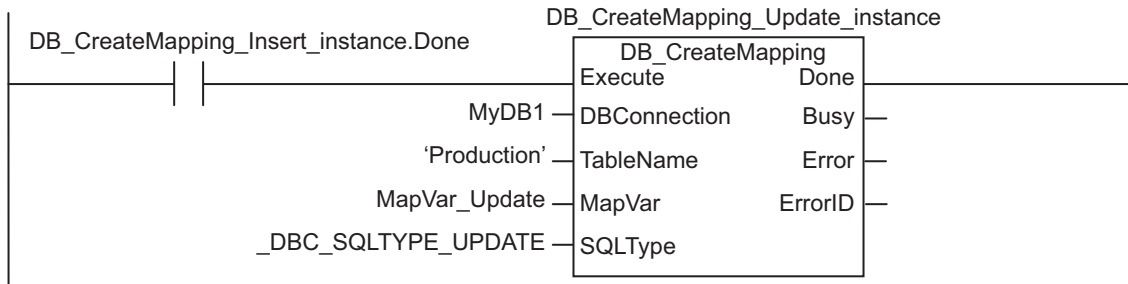 DB_CreateMapping_Update_instance
DB_CreateMapping_Insert_instance.Done
DB_CreateMapping
Execute Done
MyDB1 DBConnection Busy
‘Production’ TableName Error
MapVar_Update MapVar ErrorID
_DBC_SQLTYPE_UPDATE SQLType